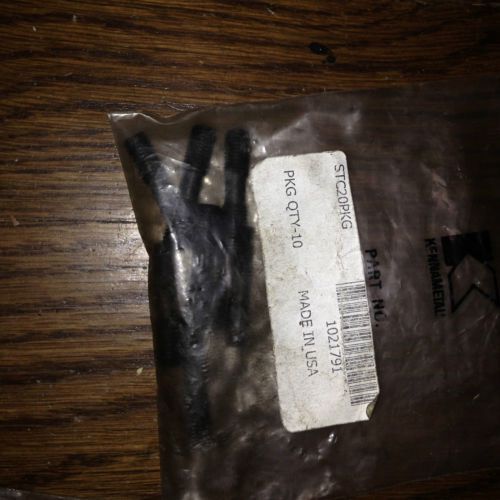 STC20PKG
1021791
PKG QTY-10
MADE IN USA
PART NO.
KENNAMETAL